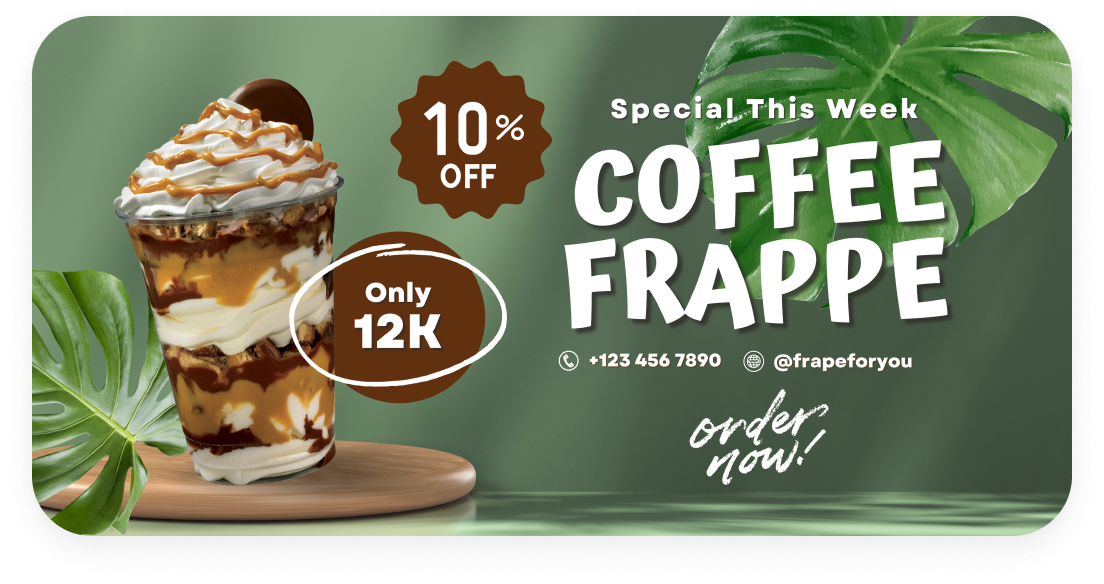 10%
OFF
Only
12K
Special This Week
COFFEE
FRAPPE
+123 456 7890 @frapeforyou
order
now!